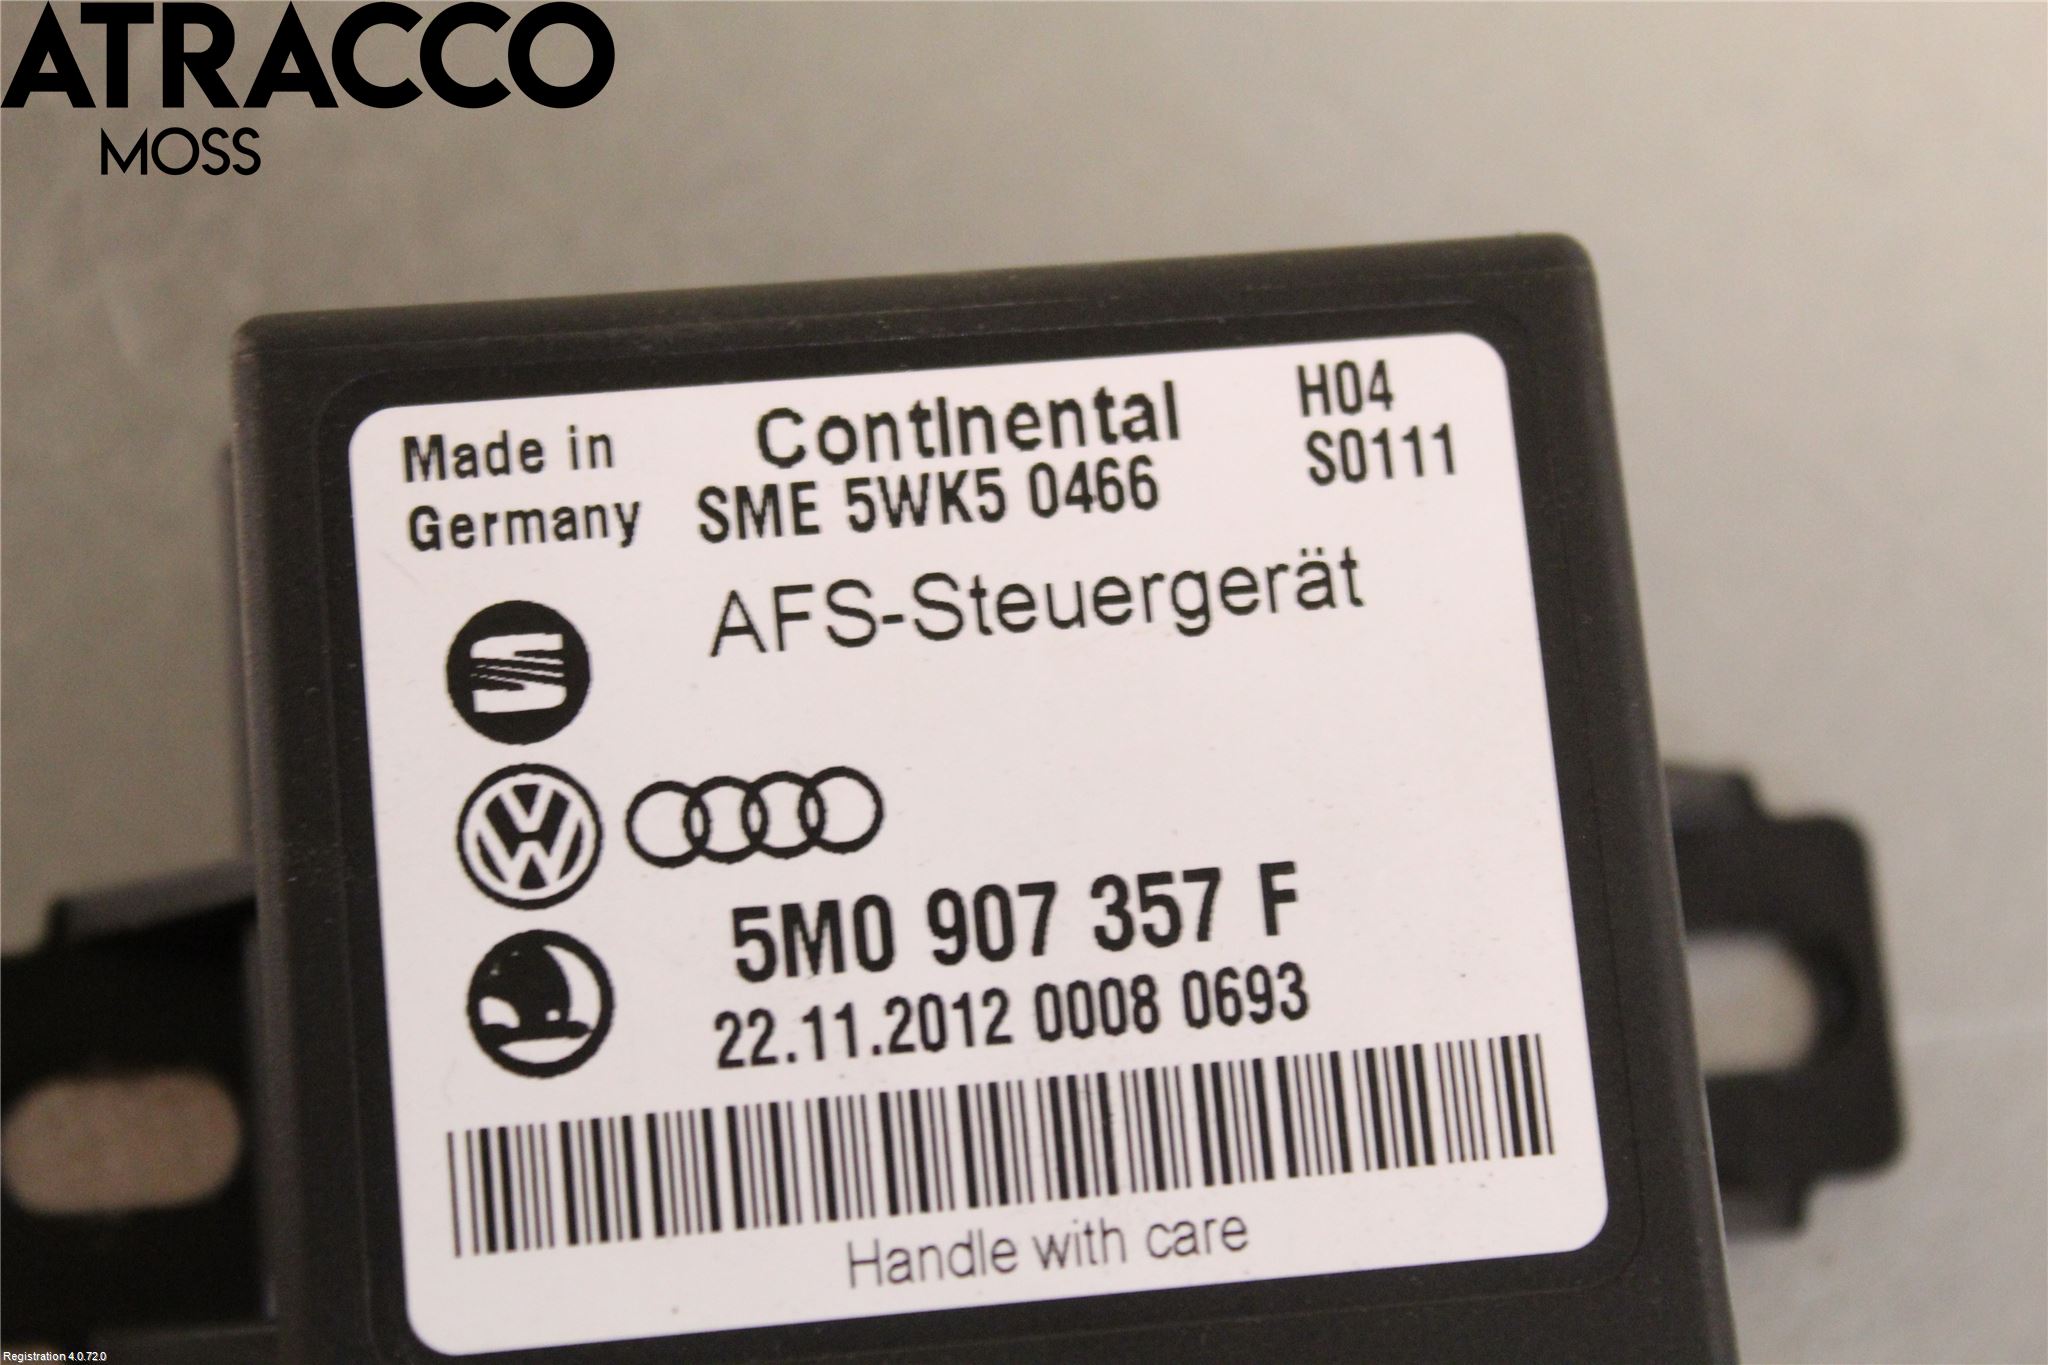 ATRACCO
MOSS
Made in
Germany
ContInental
SME 5WK5 0466
H04
S0111
AFS-Steuergerät
5M0 907 357 F
22.11.2012 0008 0693
Handle with care
Registration 4.0.72.0